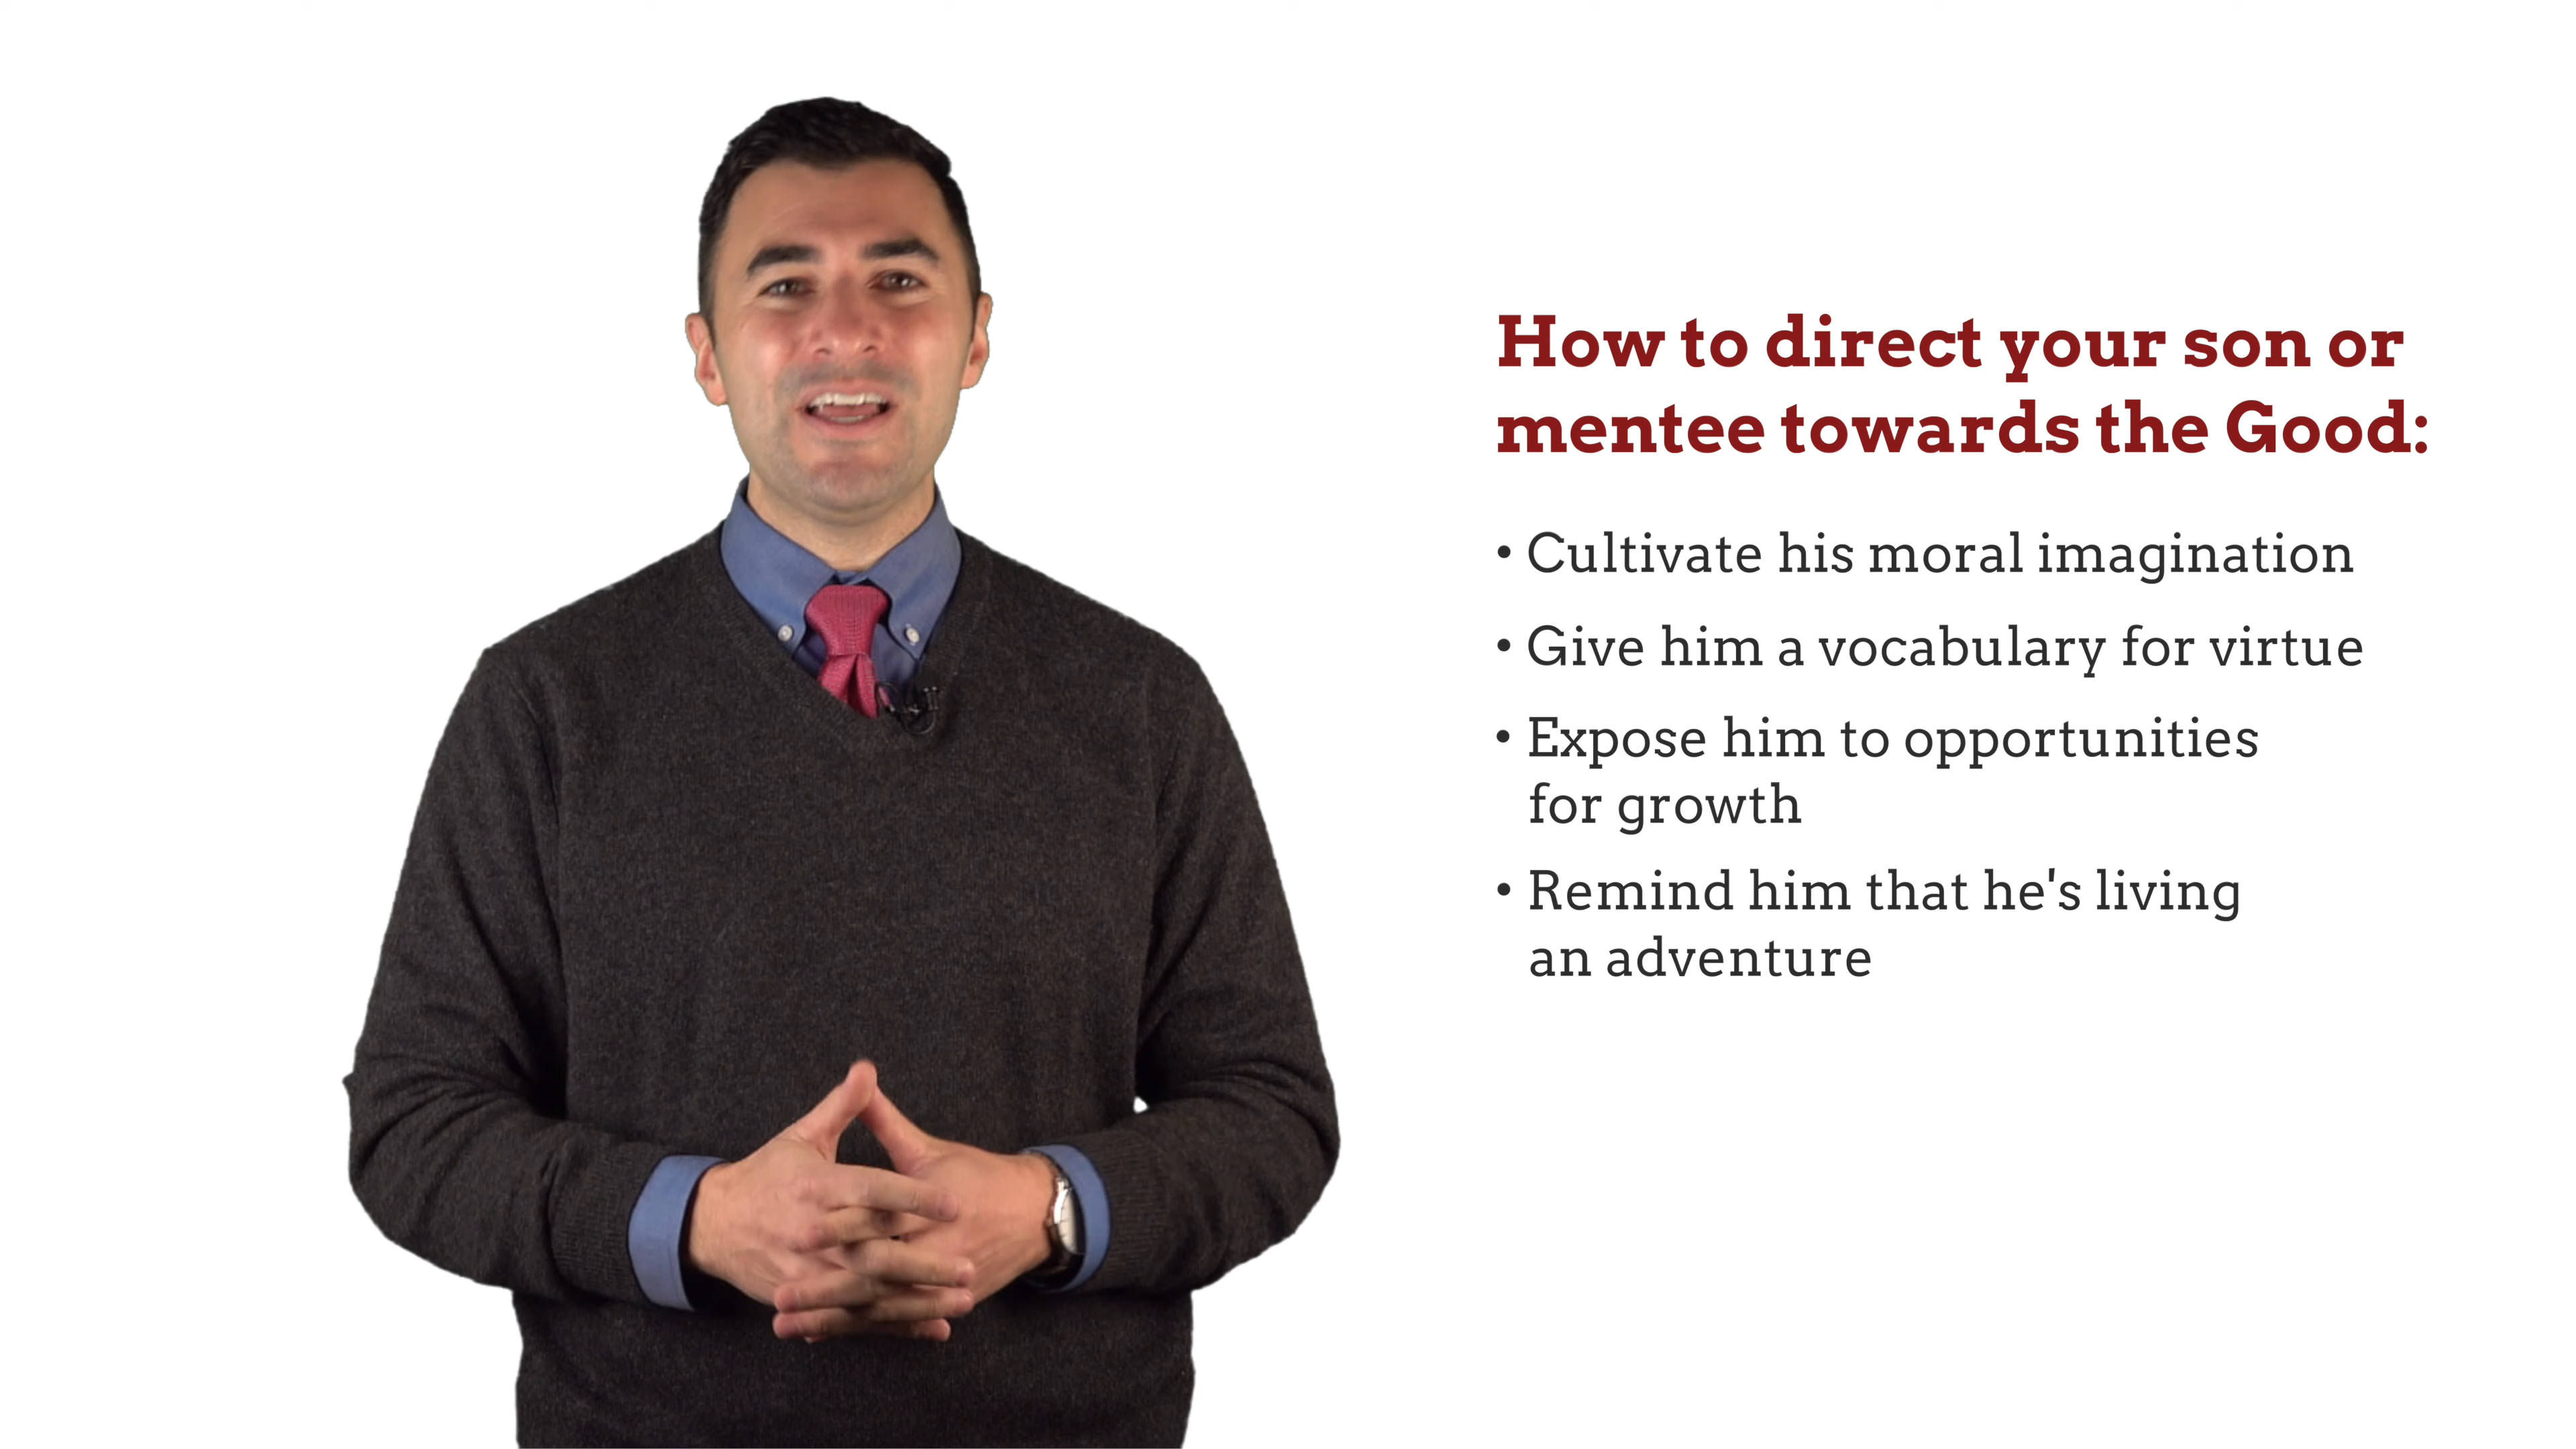 How to direct your son or
mentee towards the Good:
• Cultivate his moral imagination
• Give him a vocabulary for virtue
• Expose him to opportunities
for growth
• Remind him that he's living
an adventure